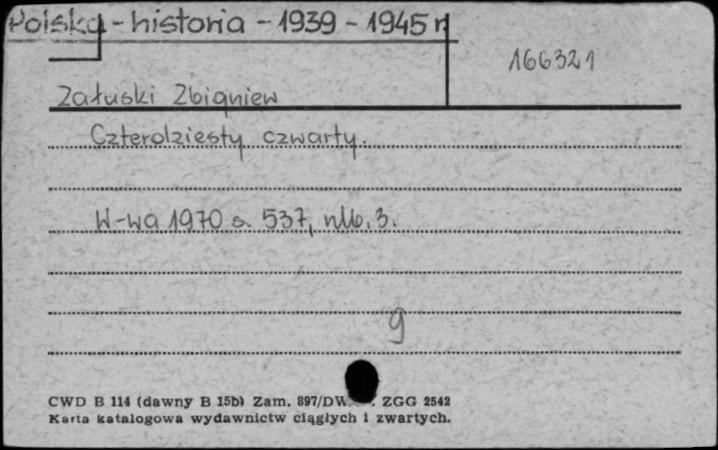 Polska - historia - 1939 - 1945 r
166321
Załuski Zbigniew
Czterdziesty czwarty.
W-wa 1970 s. 537, nlb. 3.
g
CWD B 114 (dawny B 15b) Zam. 897/DW ZGG 2542
Karta katalogowa wydawnictw ciągłych i zwartych.